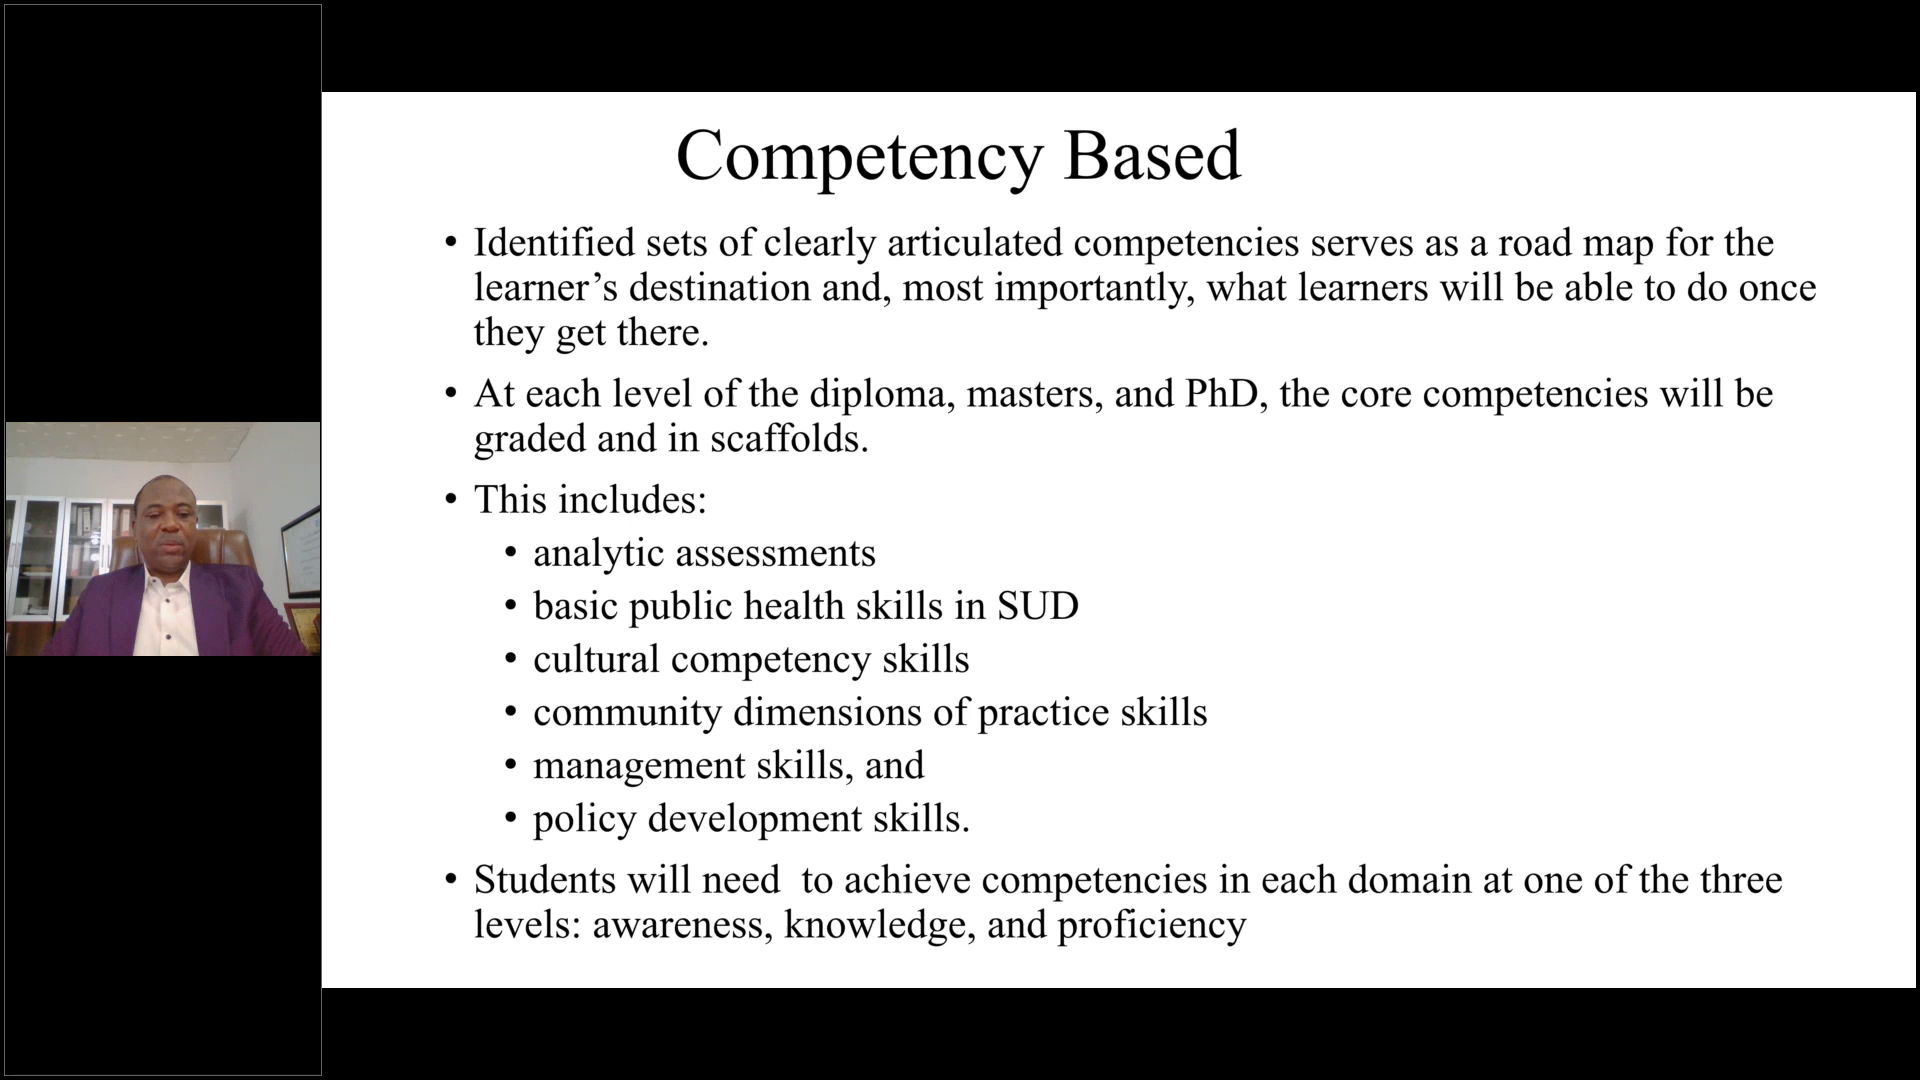 Competency Based
• Identified sets of clearly articulated competencies serves as a road map for the
learner’s destination and, most importantly, what learners will be able to do once
they get there.
• At each level of the diploma, masters, and PhD, the core competencies will be
graded and in scaffolds.
• This includes:
• analytic assessments
• basic public health skills in SUD
• cultural competency skills
• community dimensions of practice skills
• management skills, and
• policy development skills.
• Students will need  to achieve competencies in each domain at one of the three
levels: awareness, knowledge, and proficiency